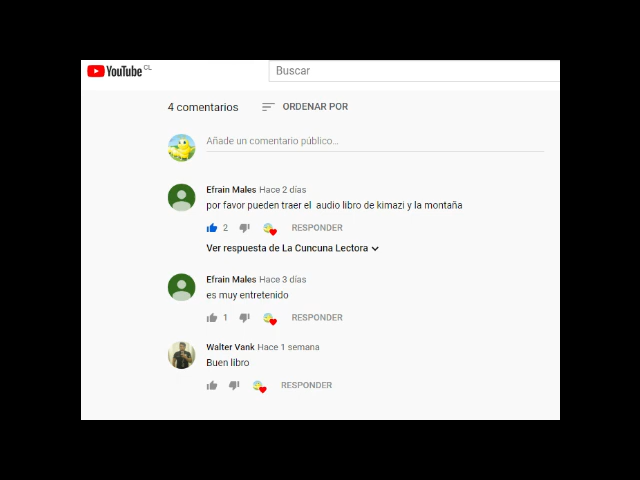 YouTube CL
Buscar
4 comentarios ORDENAR POR
Añade un comentario público...
Efrain Males Hace 2 días
por favor pueden traer el audio libro de kimazi y la montaña
2 RESPONDER
Ver respuesta de La Cuncuna Lectora
Efrain Males Hace 3 días
es muy entretenido
1 RESPONDER
Walter Vank Hace 1 semana
Buen libro
RESPONDER